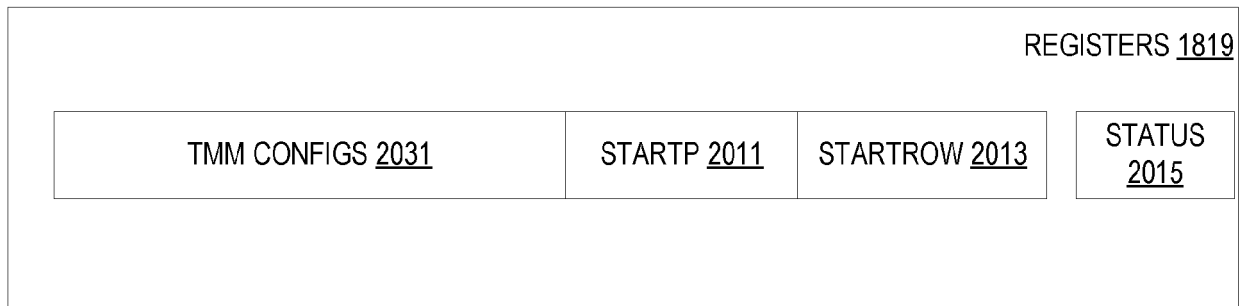 REGISTERS 1819
TMM CONFIGS 2031
STARTP 2011
STARTROW 2013
STATUS
2015